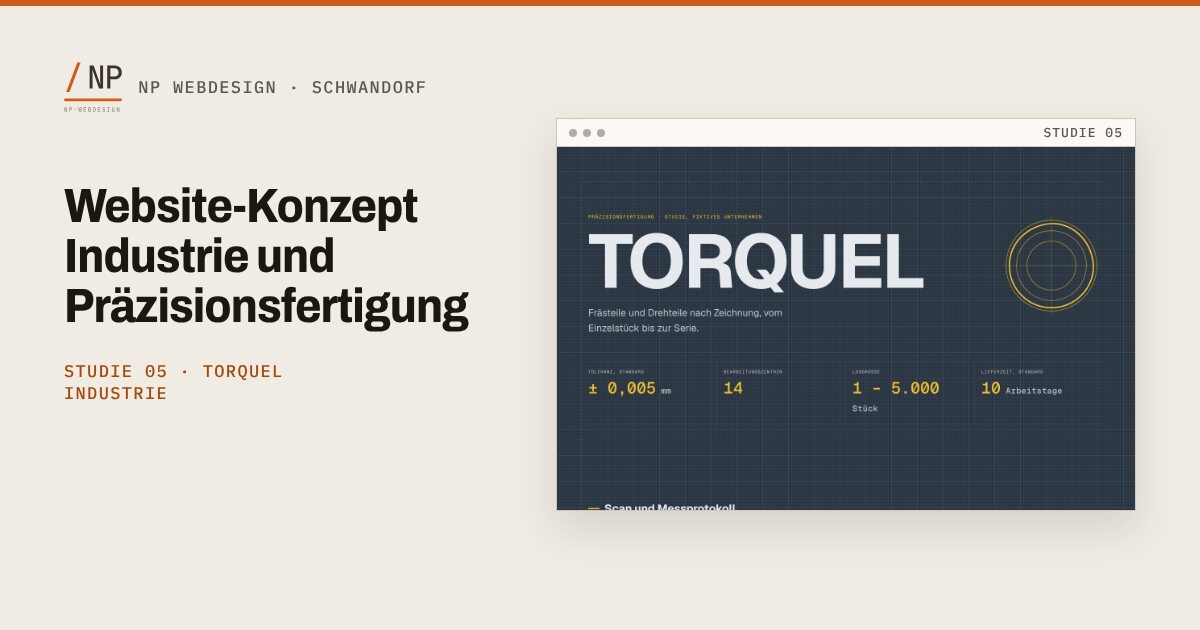 / NP
NP-WEBDESIGN
NP WEBDESIGN · SCHWANDORF
Website-Konzept
Industrie und
Präzisionsfertigung
STUDIE 05 · TORQUEL
INDUSTRIE
STUDIE 05
PRÄZISIONSFERTIGUNG · STUDIE, FIKTIVES UNTERNEHMEN
TORQUEL
Frästeile und Drehteile nach Zeichnung, vom
Einzelstück bis zur Serie.
TOLERANZ, STANDARD
± 0,005 mm
BEARBEITUNGSZENTREN
14
LOSGRÖSSE
1 – 5.000
Stück
LIEFERZEIT, STANDARD
10 Arbeitstage
— Scan und Messprotokoll